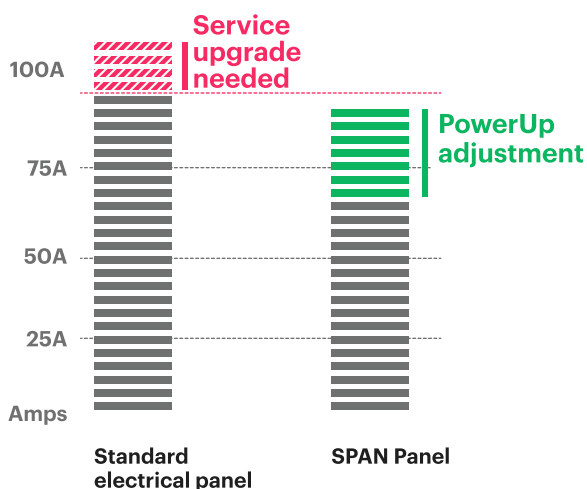 Service
upgrade
needed
100A
PowerUp
adjustment
75A
50A
25A
Amps
Standard
electrical panel
SPAN Panel